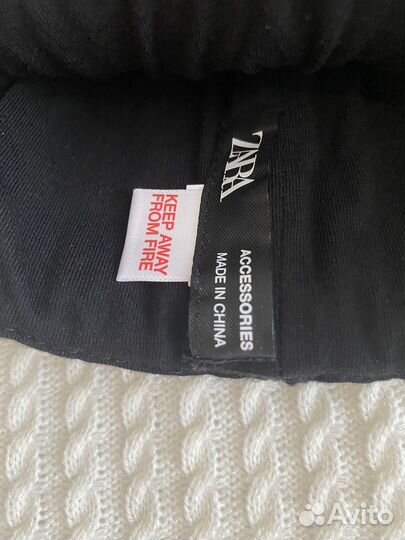 KEEP AWAY
FROM FIRE
ZARA
ACCESSORIES
MADE IN CHINA
Avito